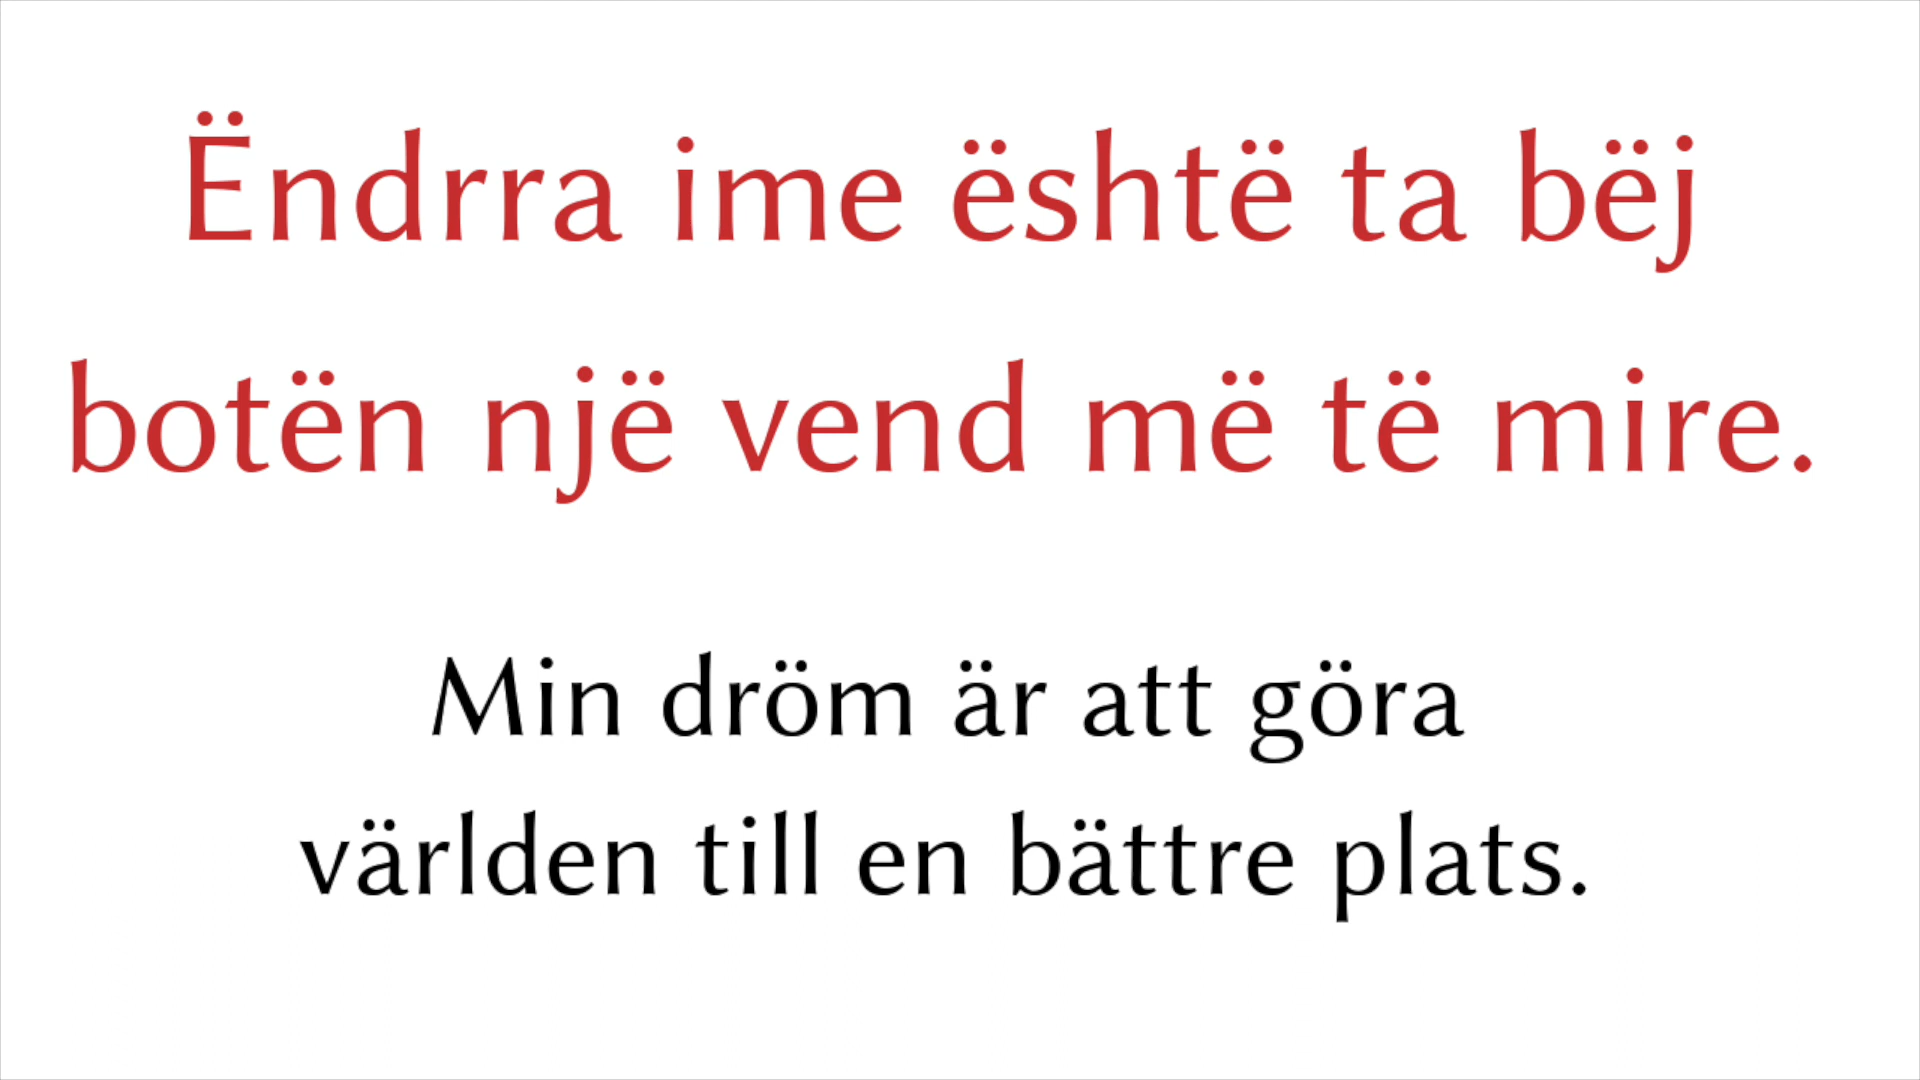 Ëndrra ime është ta bëj
botën një vend më të mire.
Min dröm är att göra
världen till en bättre plats.